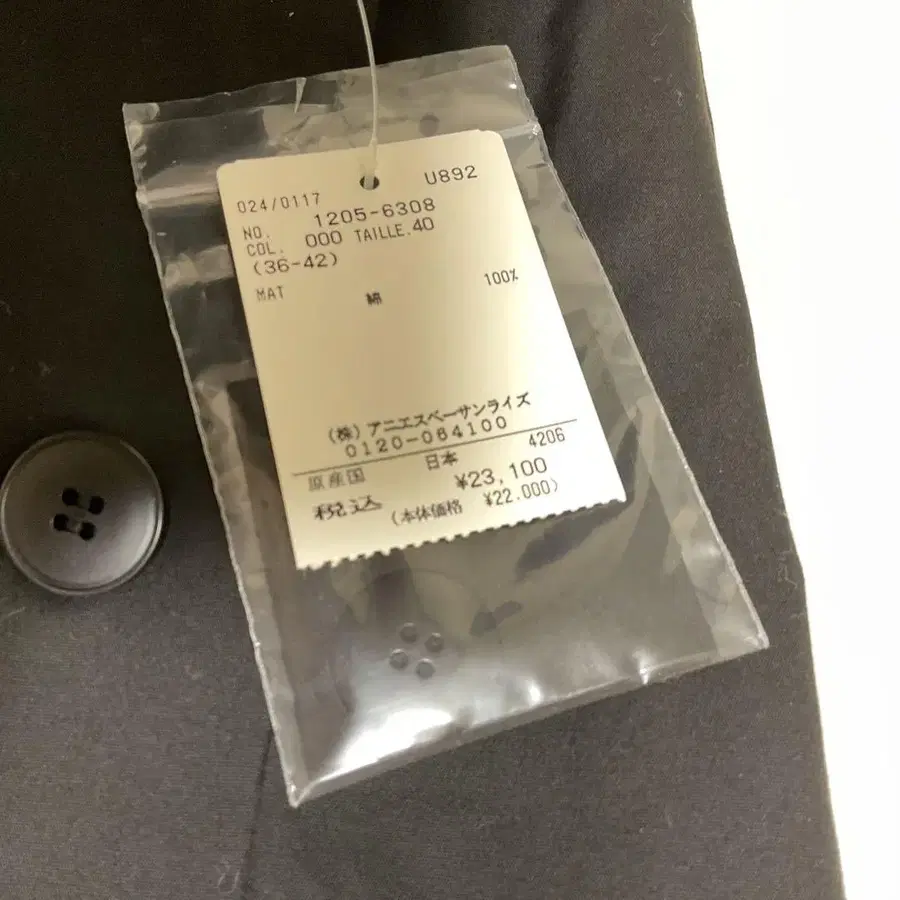 024/0117 U892
NO. 1205-6308
COL. 000 TAILLE.40
(36-42)
MAT 綿 100%
(株)アニエスベーサンライズ
0120-064100
原産国 日本 4206
税込 ¥23,100
(本体価格 ¥22,000)